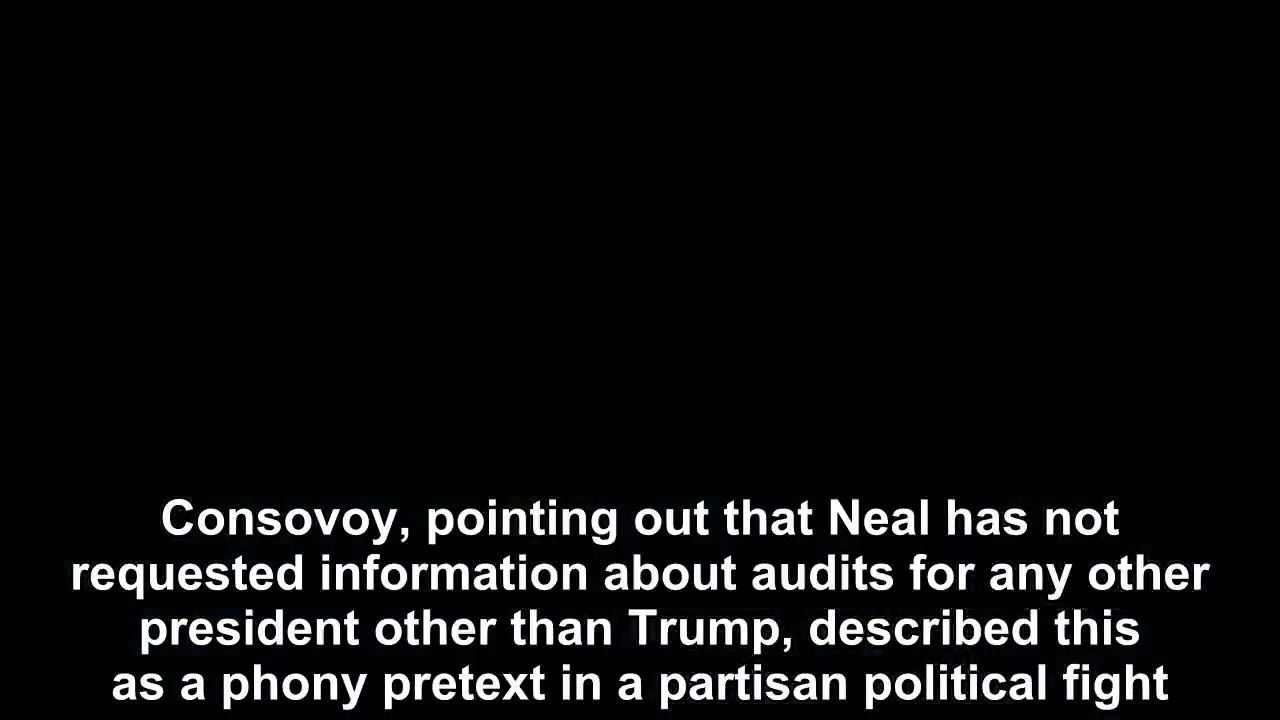 Consovoy, pointing out that Neal has not
requested information about audits for any other
president other than Trump, described this
as a phony pretext in a partisan political fight